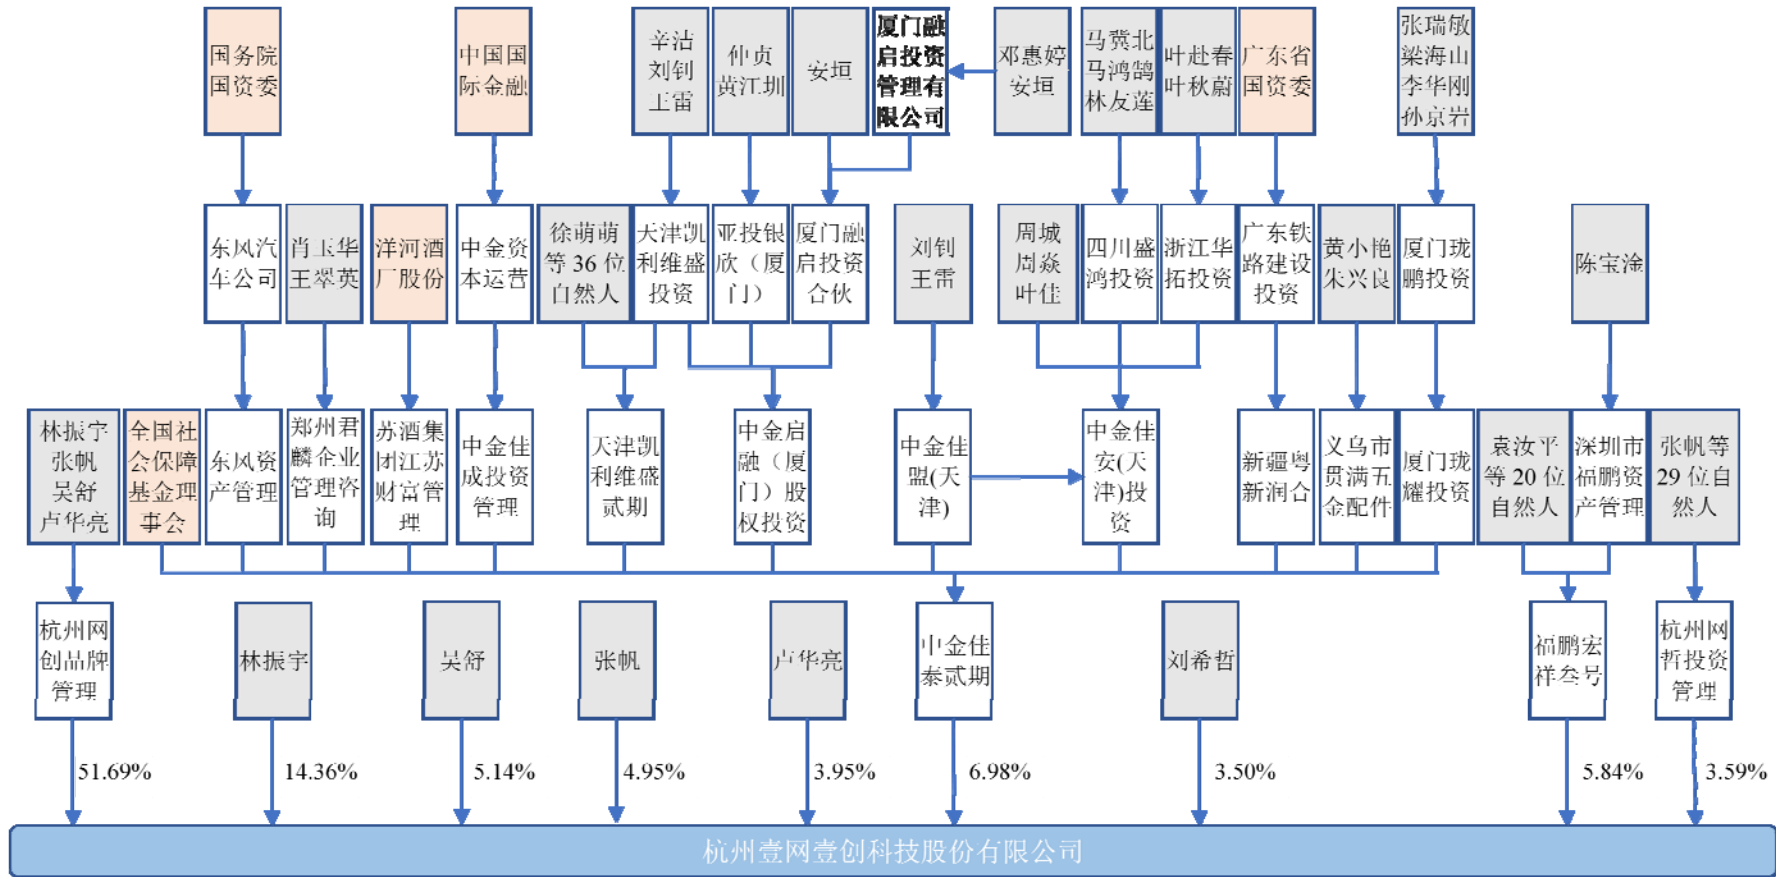 国务院
国资委
中国国
际金融
辛沽
刘钊
王雷
仲贞
黄江圳
安垣
厦门融
启投资
管理有
限公司
邓惠婷
安垣
马冀北
马鸿鹄
林友莲
叶赴春
叶秋蔚
广东省
国资委
张瑞敏
梁海山
李华刚
孙京岩
东风汽
车公司
肖玉华
王翠英
洋河酒
厂股份
中金资
本运营
徐萌萌
等 36 位
自然人
天津凯
利维盛
投资
亚投银
欣（厦
门）
厦门融
启投资
合伙
刘钊
王雷
周城
周焱
叶佳
四川盛
鸿投资
浙江华
拓投资
广东铁
路建设
投资
黄小艳
朱兴良
厦门珑
鹏投资
陈宝淦
林振宇
张帆
吴舒
卢华亮
全国社
会保障
基金理
事会
东风资
产管理
郑州君
麟企业
管理咨
询
苏酒集
团江苏
财富管
理
中金佳
成投资
管理
天津凯
利维盛
贰期
中金启
融（厦
门）股
权投资
中金佳
盟(天
津)
中金佳
安(天
津)投
资
新疆粤
新润合
义乌市
贯满五
金配件
厦门珑
耀投资
袁汝平
等 20 位
自然人
深圳市
福鹏资
产管理
张帆等
29 位自
然人
杭州网
创品牌
管理
林振宇
吴舒
张帆
卢华亮
中金佳
泰贰期
刘希哲
福鹏宏
祥叁号
杭州网
哲投资
管理
51.69%
14.36%
5.14%
4.95%
3.95%
6.98%
3.50%
5.84%
3.59%
杭州壹网壹创科技股份有限公司